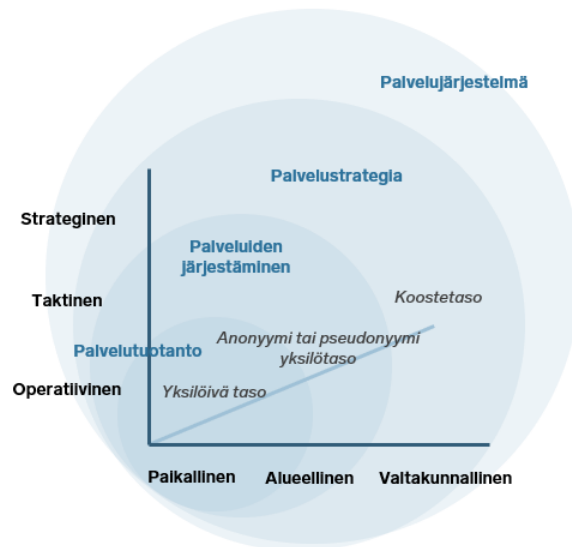 Palvelujärjestelmä
Palvelustrategia
Strateginen
Palveluiden
järjestäminen
Taktinen
Koostetaso
Anonyymi tai pseudonyymi
yksilötaso
Palvelutuotanto
Operatiivinen
Yksilöivä taso
Paikallinen
Alueellinen
Valtakunnallinen